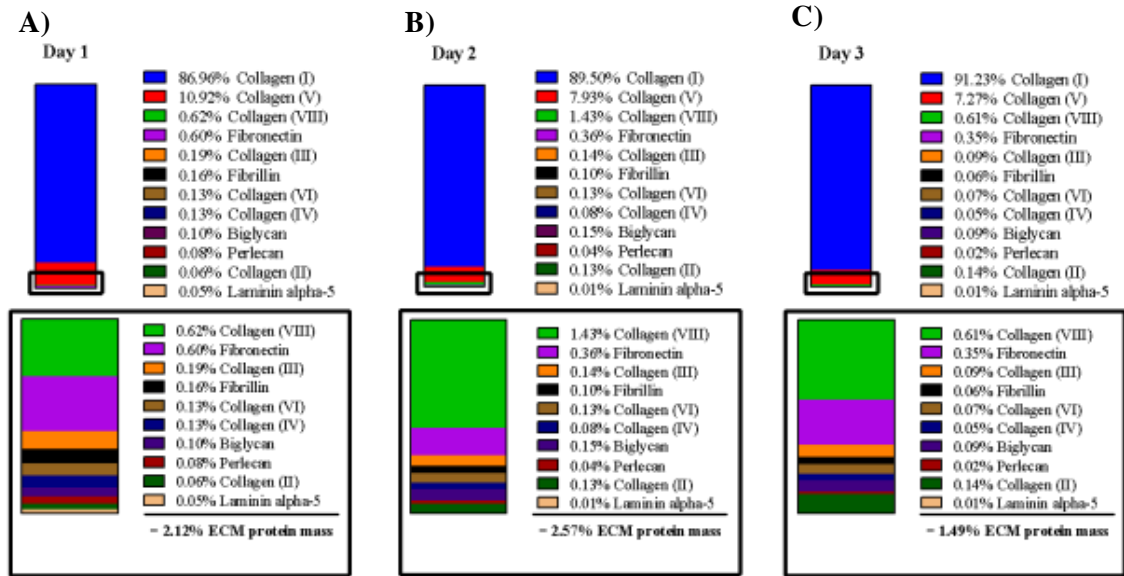 A)
Day 1
86.96% Collagen (I)
10.92% Collagen (V)
0.62% Collagen (VIII)
0.60% Fibronectin
0.19% Collagen (III)
0.16% Fibrillin
0.13% Collagen (VI)
0.13% Collagen (IV)
0.10% Biglycan
0.08% Perlecan
0.06% Collagen (II)
0.05% Laminin alpha-5
0.62% Collagen (VIII)
0.60% Fibronectin
0.19% Collagen (III)
0.16% Fibrillin
0.13% Collagen (VI)
0.13% Collagen (IV)
0.10% Biglycan
0.08% Perlecan
0.06% Collagen (II)
0.05% Laminin alpha-5
= 2.12% ECM protein mass
B)
Day 2
89.50% Collagen (I)
7.93% Collagen (V)
1.43% Collagen (VIII)
0.36% Fibronectin
0.14% Collagen (III)
0.10% Fibrillin
0.13% Collagen (VI)
0.08% Collagen (IV)
0.15% Biglycan
0.04% Perlecan
0.13% Collagen (II)
0.01% Laminin alpha-5
1.43% Collagen (VIII)
0.36% Fibronectin
0.14% Collagen (III)
0.10% Fibrillin
0.13% Collagen (VI)
0.08% Collagen (IV)
0.15% Biglycan
0.04% Perlecan
0.13% Collagen (II)
0.01% Laminin alpha-5
= 2.57% ECM protein mass
C)
Day 3
91.23% Collagen (I)
7.27% Collagen (V)
0.61% Collagen (VIII)
0.35% Fibronectin
0.09% Collagen (III)
0.06% Fibrillin
0.07% Collagen (VI)
0.05% Collagen (IV)
0.09% Biglycan
0.02% Perlecan
0.14% Collagen (II)
0.01% Laminin alpha-5
0.61% Collagen (VIII)
0.35% Fibronectin
0.09% Collagen (III)
0.06% Fibrillin
0.07% Collagen (VI)
0.05% Collagen (IV)
0.09% Biglycan
0.02% Perlecan
0.14% Collagen (II)
0.01% Laminin alpha-5
= 1.49% ECM protein mass